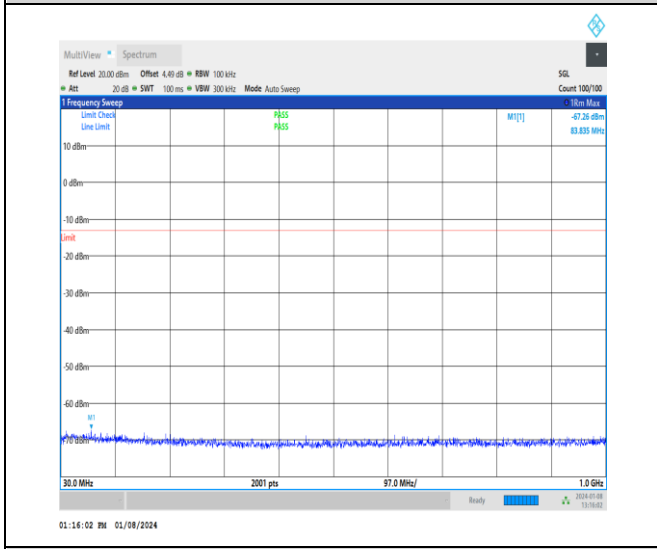 MultiView Spectrum
Ref Level 20.00 dBm Offset 4.49 dB RBW 100 kHz SGL
Att 20 dB SWT 100 ms VBW 300 kHz Mode Auto Sweep Count 100/100
1 Frequency Sweep 1Rm Max
Limit Check PASS M1[1] -67.26 dBm
Line Limit PASS 83.835 MHz
10 dBm
0 dBm
-10 dBm
Limit
-20 dBm
-30 dBm
-40 dBm
-50 dBm
-60 dBm
M1
-70 dBm
30.0 MHz 2001 pts 97.0 MHz/ 1.0 GHz
Ready 2024-01-08
13:16:02
01:16:02 PM 01/08/2024